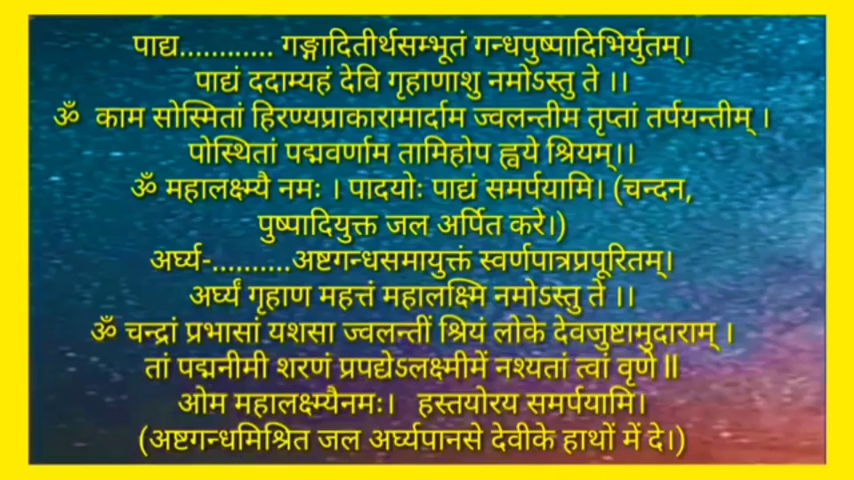 पाद्य............ गङ्गादितीर्थसम्भूतं गन्धपुष्पादिभिर्युतम्।
पाद्यं ददाम्यहं देवि गृहाणाशु नमोऽस्तु ते ।।
ॐ काम सोस्मितां हिरण्यप्राकारामार्दाम ज्वलन्तीम तृप्तां तर्पयन्तीम् ।
पोस्थितां पद्मवर्णाम तामिहोप ह्वये श्रियम्।।
ॐ महालक्ष्म्यै नमः । पादयोः पाद्यं समर्पयामि। (चन्दन,
पुष्पादियुक्त जल अर्पित करे।)
अर्घ्य-..........अष्टगन्धसमायुक्तं स्वर्णपात्रप्रपूरितम्।
अर्घ्यं गृहाण महत्तं महालक्ष्मि नमोऽस्तु ते ।।
ॐ चन्द्रां प्रभासां यशसा ज्वलन्तीं श्रियं लोके देवजुष्टामुदाराम् ।
तां पद्मनीमी शरणं प्रपद्येऽलक्ष्मीमें नश्यतां त्वां वृणे ॥
ओम महालक्ष्म्यैनमः। हस्तयोरय समर्पयामि।
(अष्टगन्धमिश्रित जल अर्घ्यपानसे देवीके हाथों में दे।)